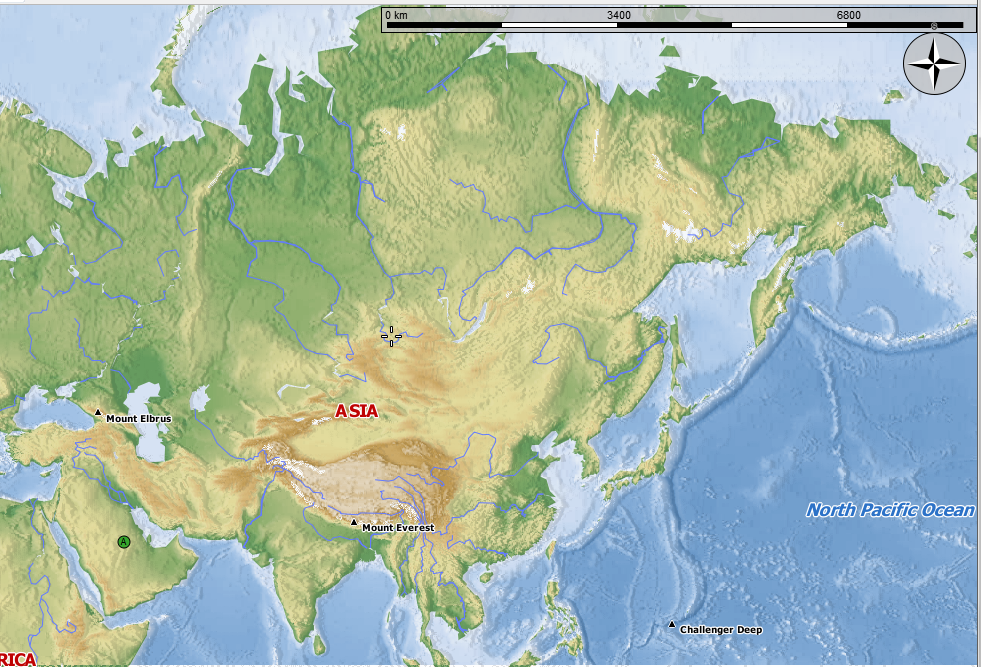 0 km 3400 6800
Mount Elbrus
ASIA
North Pacific Ocean
Mount Everest
A
Challenger Deep
RICA